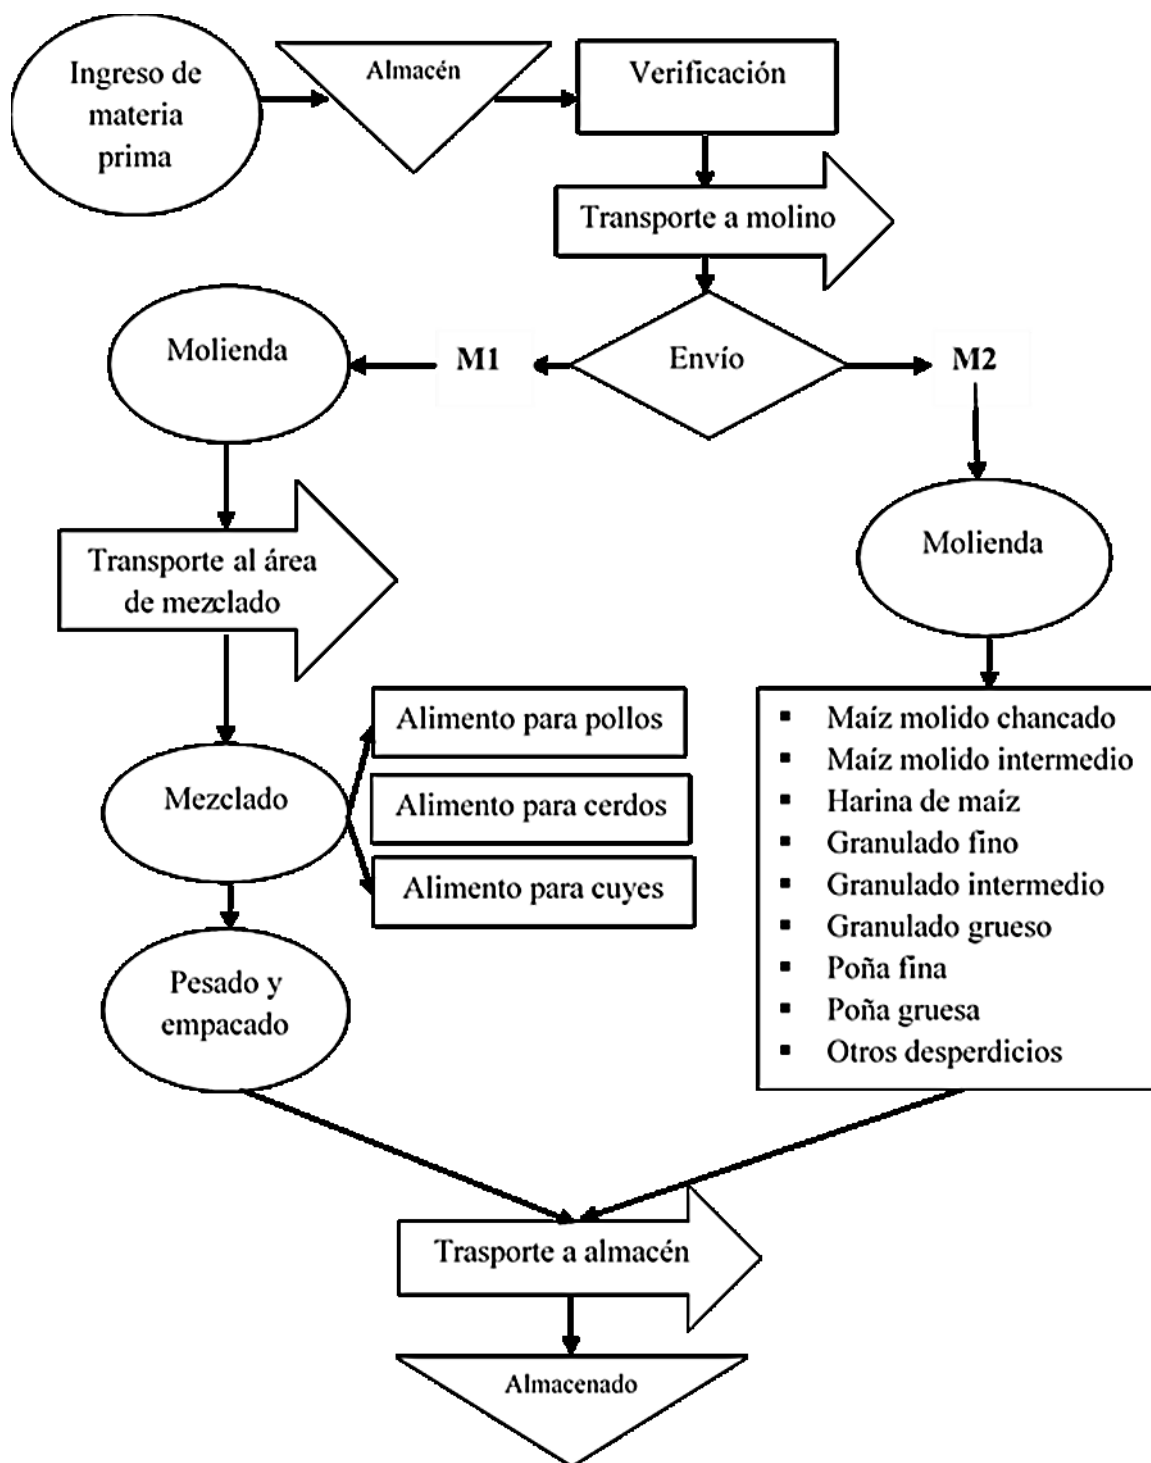 Ingreso de
materia
prima
Almacén
Verificación
Transporte a molino
Envío
M1
M2
Molienda
Molienda
Transporte al área
de mezclado
Mezclado
Alimento para pollos
Alimento para cerdos
Alimento para cuyes
Pesado y
empacado
▪ Maíz molido chancado
▪ Maíz molido intermedio
▪ Harina de maíz
▪ Granulado fino
▪ Granulado intermedio
▪ Granulado grueso
▪ Poña fina
▪ Poña gruesa
▪ Otros desperdicios
Trasporte a almacén
Almacenado